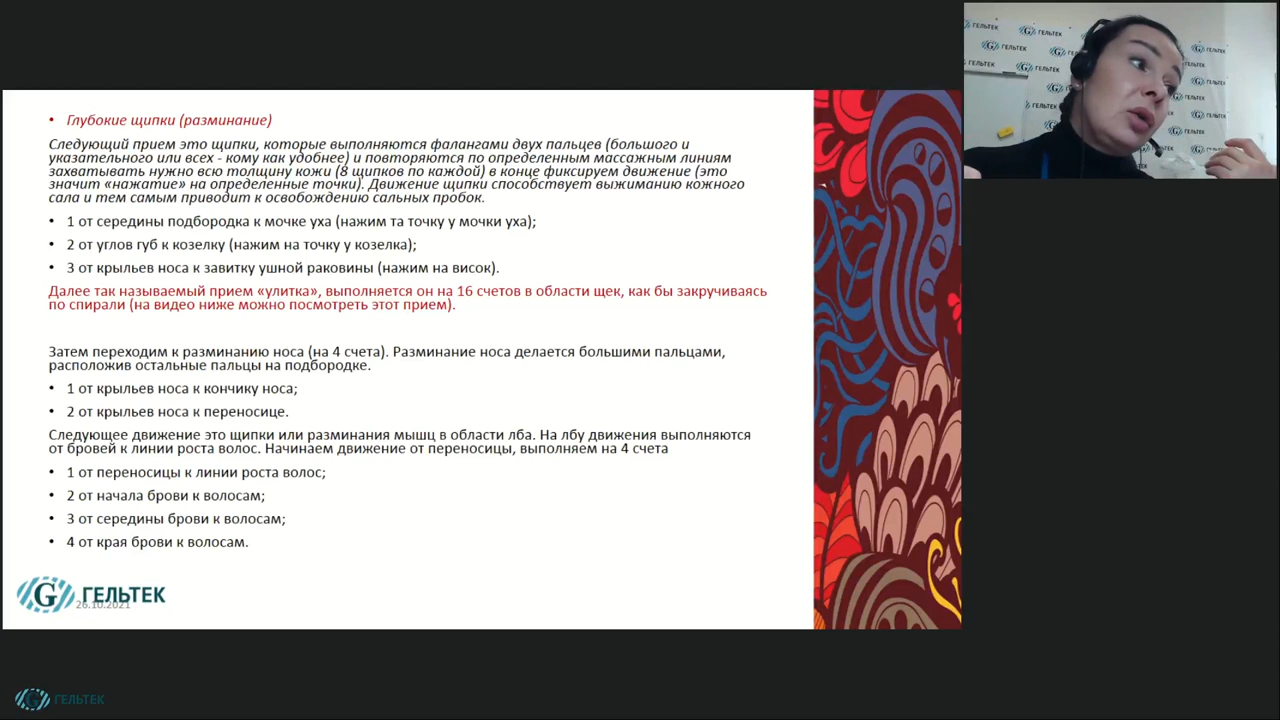 • Глубокие щипки (разминание)
Следующий прием это щипки, которые выполняются фалангами двух пальцев (большого и
указательного или всех - кому как удобнее) и повторяются по определенным массажным линиям
захватывать нужно всю толщину кожи (8 щипков по каждой) в конце фиксируем движение (это
значит «нажатие» на определенные точки). Движение щипки способствует выжиманию кожного
сала и тем самым приводит к освобождению сальных пробок.
• 1 от середины подбородка к мочке уха (нажим та точку у мочки уха);
• 2 от углов губ к козелку (нажим на точку у козелка);
• 3 от крыльев носа к завитку ушной раковины (нажим на висок).
Далее так называемый прием «улитка», выполняется он на 16 счетов в области щек, как бы закручиваясь
по спирали (на видео ниже можно посмотреть этот прием).
Затем переходим к разминанию носа (на 4 счета). Разминание носа делается большими пальцами,
расположив остальные пальцы на подбородке.
• 1 от крыльев носа к кончику носа;
• 2 от крыльев носа к переносице.
Следующее движение это щипки или разминания мышц в области лба. На лбу движения выполняются
от бровей к линии роста волос. Начинаем движение от переносицы, выполняем на 4 счета
• 1 от переносицы к линии роста волос;
• 2 от начала брови к волосам;
• 3 от середины брови к волосам;
• 4 от края брови к волосам.
G ГЕЛЬТЕК
26.10.2021
G ГЕЛЬТЕК
ГЕЛЬТЕК
ГЕЛЬТЕК
ГЕЛЬТЕК
ГЕЛЬТЕК
ГЕЛЬТЕК